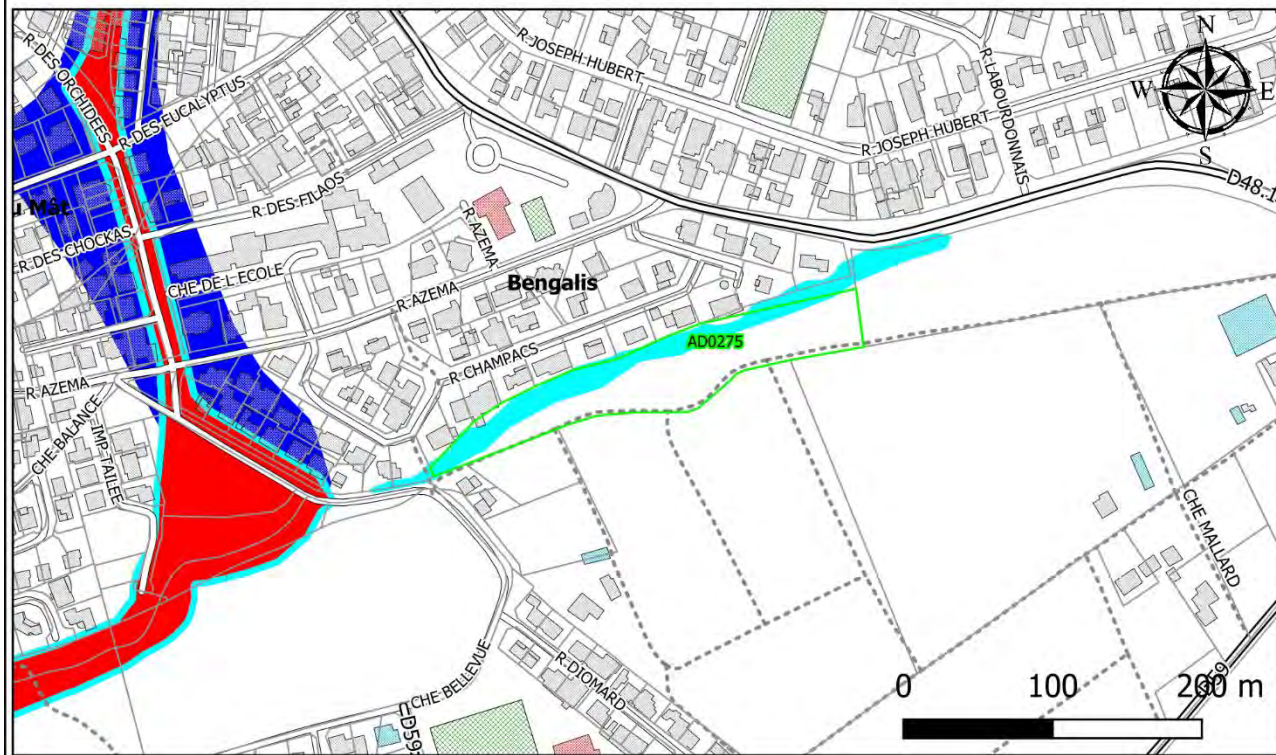 N
W E
S
R·JOSEPH·HUBERT
R·LABOURDONNAIS
R·DES·ORCHIDEES
R·DES·EUCALYPTUS
R·JOSEPH·HUBERT
D48·1
R·DES·FILAOS
R·AZEMA
u Mât
R·DES·CHOCKAS
CHE·DE·L·ECOLE
R·AZEMA
Bengalis
AD0275
R·CHAMPACS
R·AZEMA
CHE·BALANCE
IMP·TAILEE
CHE·MALLARD
CHE·BELLEVUE
R·DIOMARD
0 100 200 m